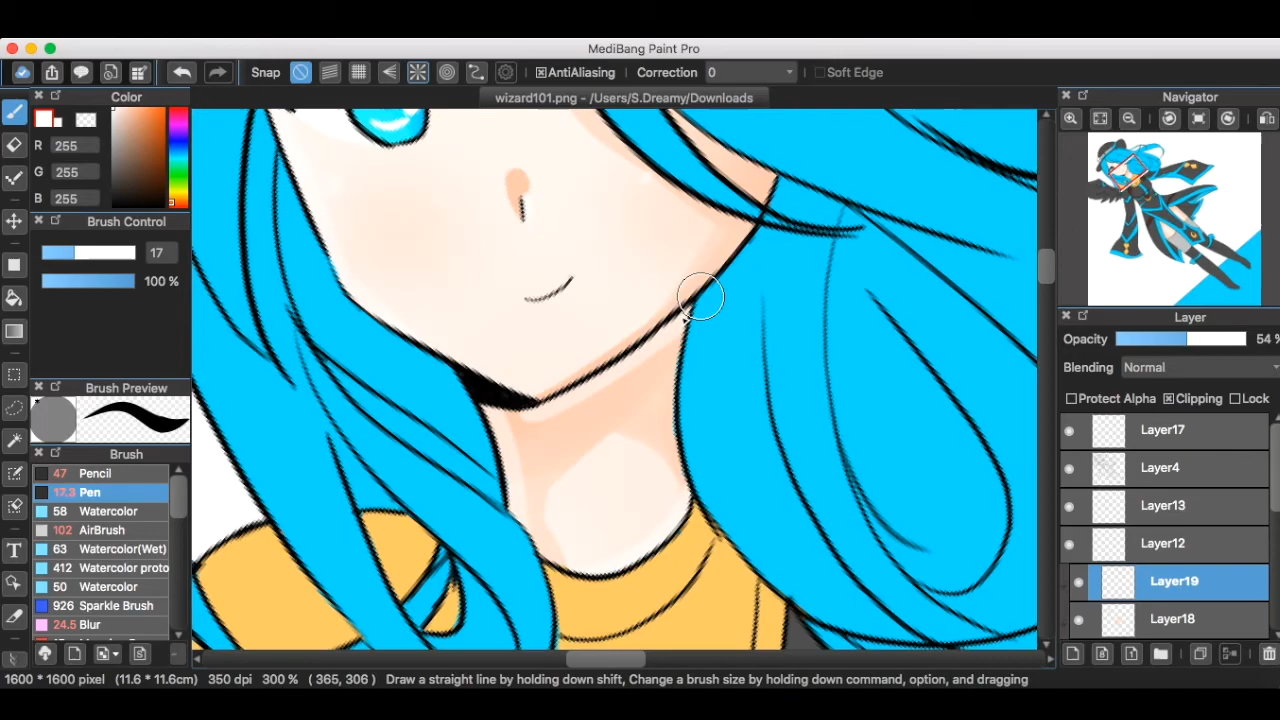 MediBang Paint Pro
Snap
AntiAliasing
Correction 0
Soft Edge
Color
wizard101.png - /Users/S.Dreamy/Downloads
Navigator
R 255
G 255
B 255
Brush Control
17
100 %
Layer
Opacity 54 %
Blending Normal
Protect Alpha Clipping Lock
Brush Preview
Layer17
Brush
47 Pencil
Layer4
17.3 Pen
58 Watercolor
Layer13
102 AirBrush
63 Watercolor(Wet)
Layer12
412 Watercolor proto
50 Watercolor
Layer19
926 Sparkle Brush
24.5 Blur
Layer18
1600 * 1600 pixel (11.6 * 11.6cm) 350 dpi 300 % ( 365, 306 ) Draw a straight line by holding down shift, Change a brush size by holding down command, option, and dragging